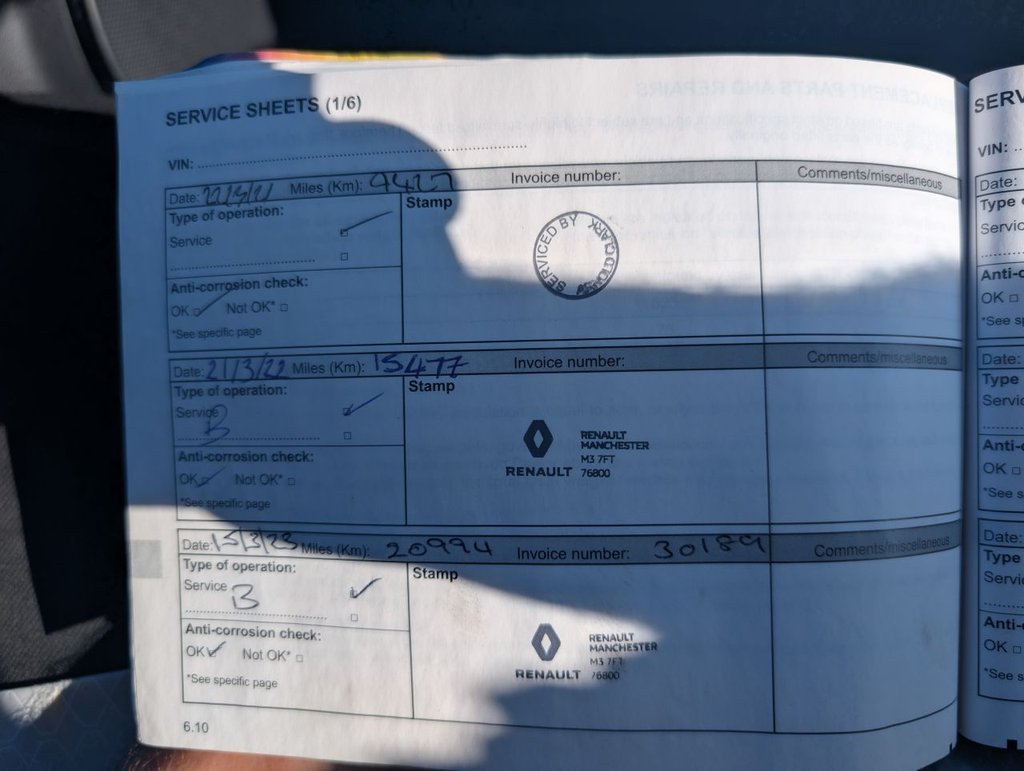 SERVICE SHEETS (1/6)
VIN:
Date: 22/3/21 Miles (Km): 9427 Invoice number: Comments/miscellaneous
Type of operation:
Service
Stamp
SERVICED BY
Anti-corrosion check:
OK Not OK*
*See specific page
Date: 21/3/22 Miles (Km): 15477 Invoice number: Comments/miscellaneous
Type of operation:
Service
B
Stamp
RENAULT
RENAULT
MANCHESTER
M3 7FT
76800
Anti-corrosion check:
OK Not OK*
*See specific page
Date: 15/3/23 Miles (Km): 20994 Invoice number: 30189 Comments/miscellaneous
Type of operation:
Service
B
Stamp
RENAULT
RENAULT
MANCHESTER
M3 7FT
76800
Anti-corrosion check:
OK Not OK*
*See specific page
6.10
SERV
VIN:
Date:
Type
Servic
Anti-c
OK
*See sp
Date:
Type
Servic
Anti-c
OK
*See s
Date:
Type
Servic
Anti-
OK
*See s